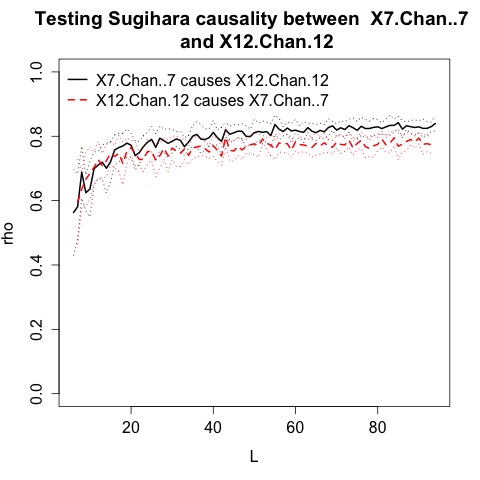 Testing Sugihara causality between  X7.Chan..7
and X12.Chan.12
X7.Chan..7 causes X12.Chan.12
X12.Chan.12 causes X7.Chan..7
1.0
0.8
0.6
0.4
0.2
0.0
rho
20 40 60 80
L